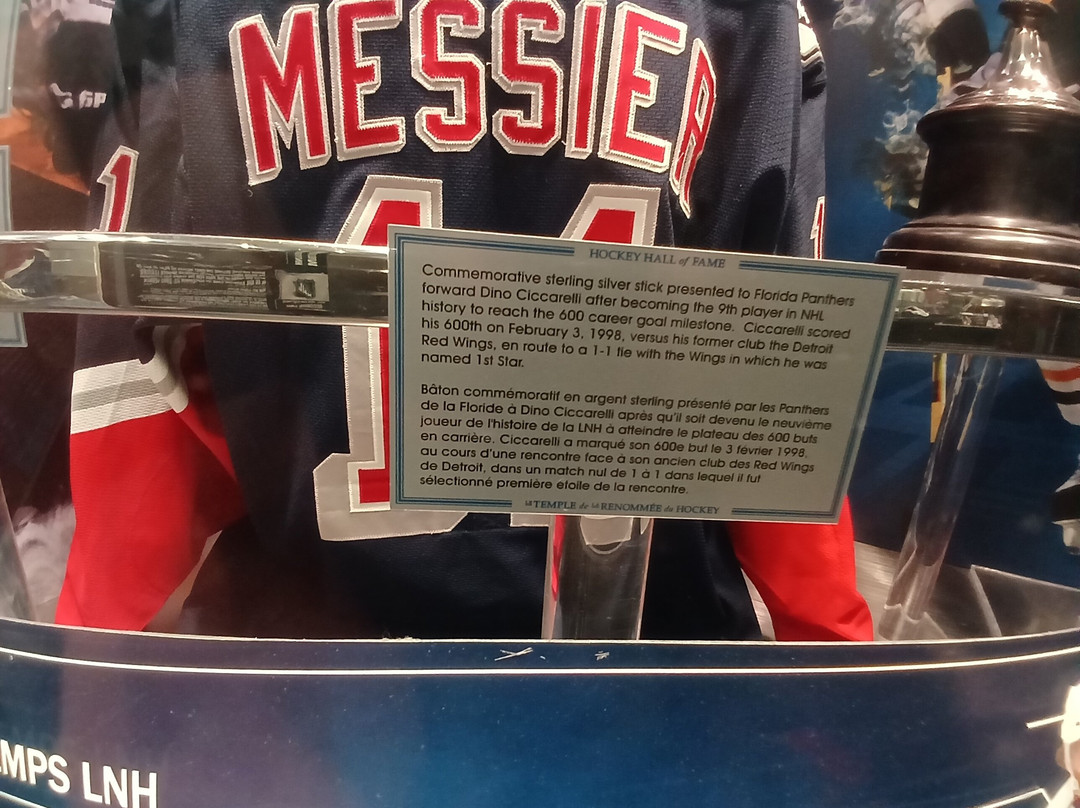 MESSIER
1
11
HOCKEY HALL of FAME
Commemorative sterling silver stick presented to Florida Panthers
forward Dino Ciccarelli after becoming the 9th player in NHL
history to reach the 600 career goal milestone. Ciccarelli scored
his 600th on February 3, 1998, versus his former club the Detroit
Red Wings, en route to a 1-1 tie with the Wings in which he was
named 1st Star.
Bâton commémoratif en argent sterling présenté par les Panthers
de la Floride à Dino Ciccarelli après qu'il soit devenu le neuvième
joueur de l'histoire de la LNH à atteindre le plateau des 600 buts
en carrière. Ciccarelli a marqué son 600e but le 3 février 1998,
au cours d'une rencontre face à son ancien club des Red Wings
de Detroit, dans un match nul de 1 à 1 dans lequel il fut
sélectionné première etoile de la rencontre.
LE TEMPLE de LA RENOMMÉE du HOCKEY
EMPS LNH